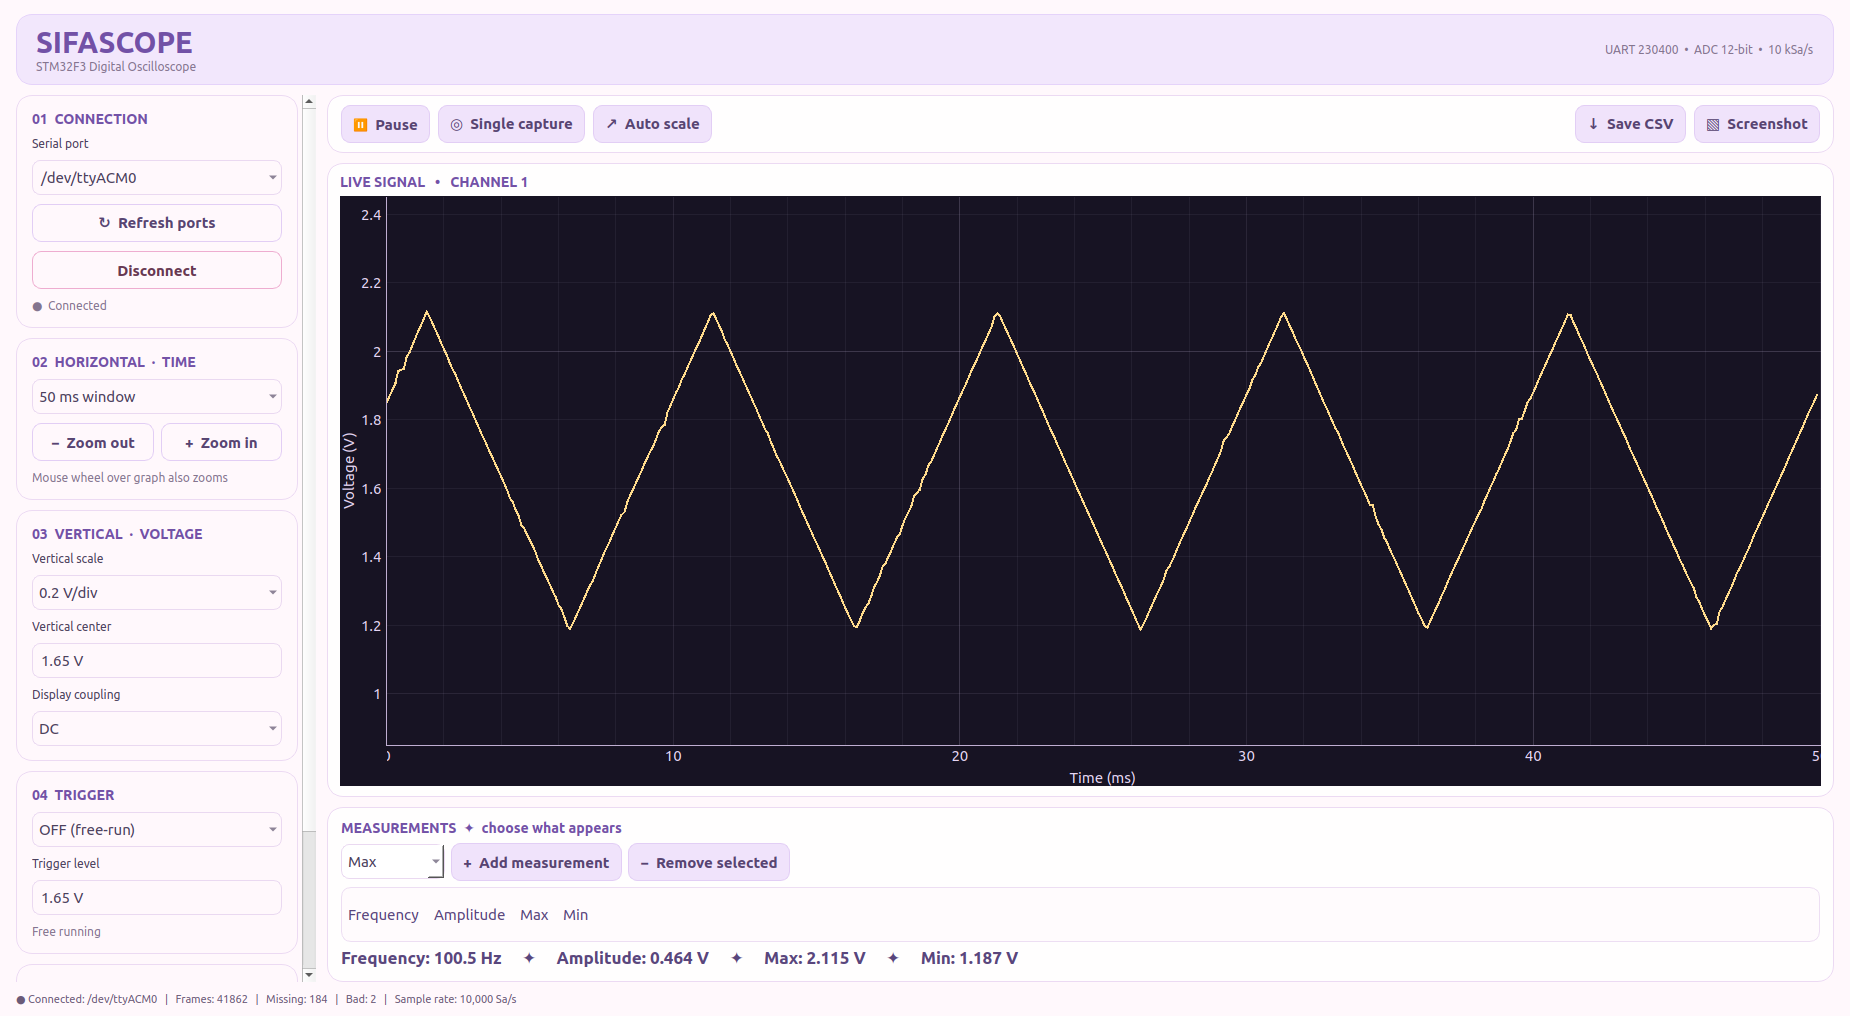 SIFASCOPE
STM32F3 Digital Oscilloscope
UART 230400 • ADC 12-bit • 10 kSa/s
01 CONNECTION
Serial port
/dev/ttyACM0
↻ Refresh ports
Disconnect
● Connected
02 HORIZONTAL · TIME
50 ms window
− Zoom out + Zoom in
Mouse wheel over graph also zooms
03 VERTICAL · VOLTAGE
Vertical scale
0.2 V/div
Vertical center
1.65 V
Display coupling
DC
04 TRIGGER
OFF (free-run)
Trigger level
1.65 V
Free running
⏸ Pause ◎ Single capture ↗ Auto scale ↓ Save CSV ▧ Screenshot
LIVE SIGNAL • CHANNEL 1
2.4
2.2
2
1.8
1.6
1.4
1.2
1
Voltage (V)
10 20 30 40
Time (ms)
MEASUREMENTS ✦ choose what appears
Max + Add measurement − Remove selected
Frequency Amplitude Max Min
Frequency: 100.5 Hz ✦ Amplitude: 0.464 V ✦ Max: 2.115 V ✦ Min: 1.187 V
● Connected: /dev/ttyACM0 | Frames: 41862 | Missing: 184 | Bad: 2 | Sample rate: 10,000 Sa/s